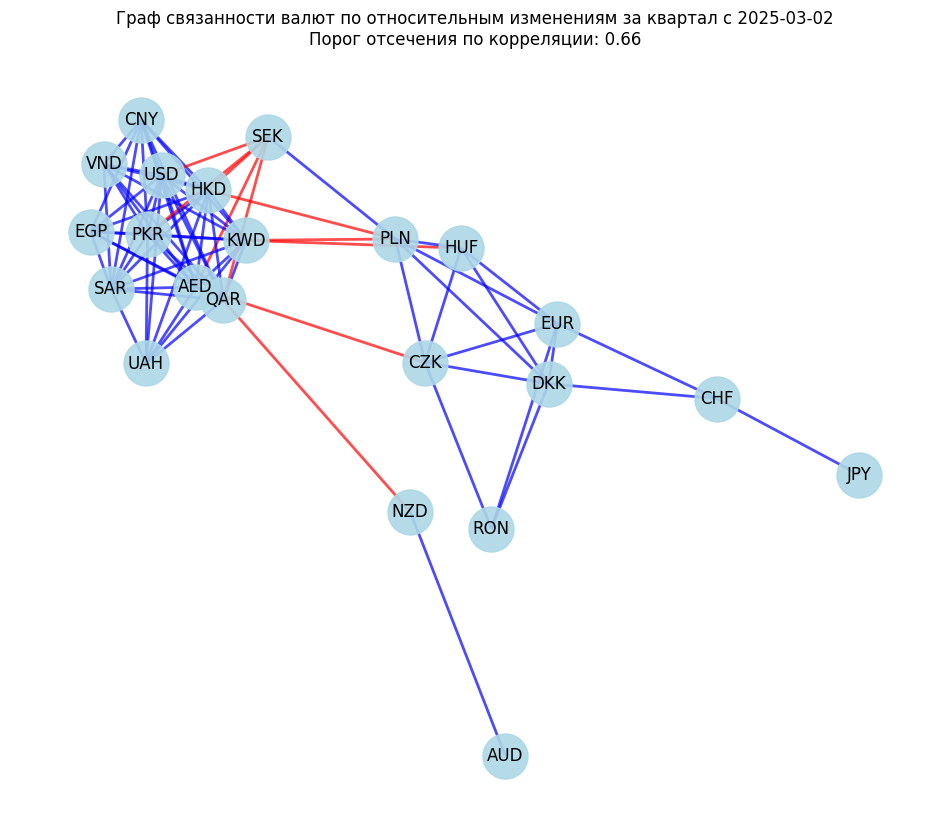 Граф связанности валют по относительным изменениям за квартал с 2025-03-02
Порог отсечения по корреляции: 0.66
CNY
SEK
VND
USD
HKD
EGP
PKR
KWD
PLN
HUF
SAR
AED
QAR
EUR
UAH
CZK
DKK
CHF
JPY
NZD
RON
AUD